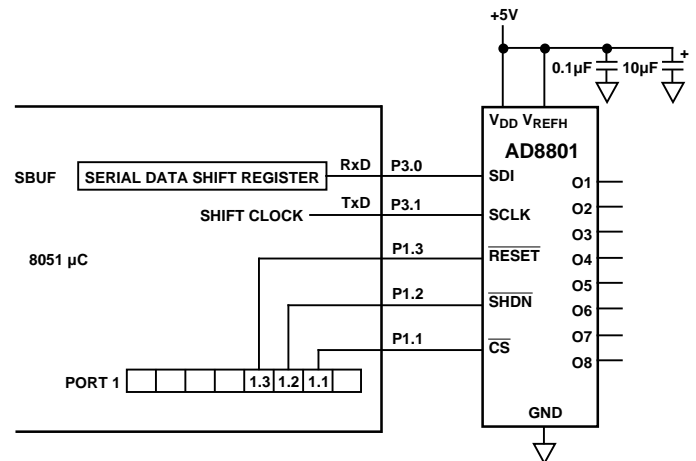 +5V
0.1µF
10µF
+
VDD VREFH
AD8801
SBUF
SERIAL DATA SHIFT REGISTER
RxD
P3.0
SDI
SHIFT CLOCK
TxD
P3.1
SCLK
8051 µC
P1.3
RESET
P1.2
SHDN
P1.1
CS
PORT 1
1.3
1.2
1.1
O1
O2
O3
O4
O5
O6
O7
O8
GND